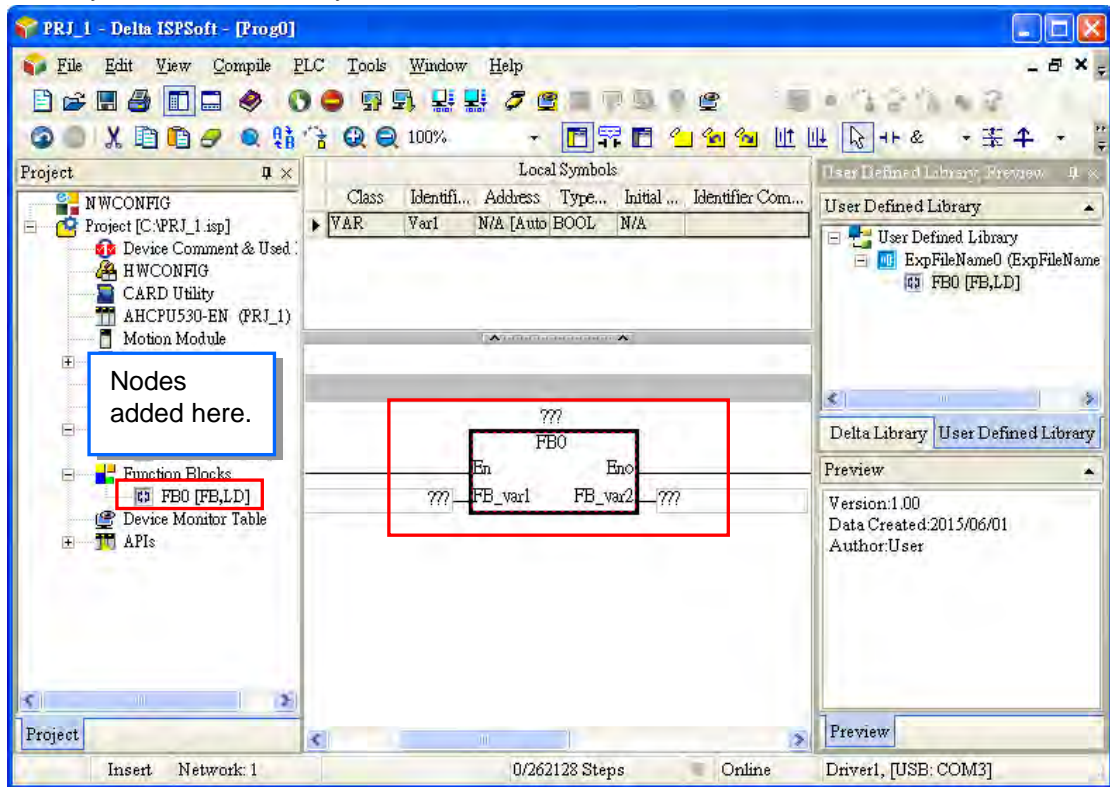 PRJ_1 - Delta ISPSoft - [Prog0]
File Edit View Compile PLC Tools Window Help
100%
Project
NWCONFIG
Project [C:\PRJ_1.isp]
Device Comment & Used
HWCONFIG
CARD Utility
AHCPU530-EN (PRJ_1)
Motion Module
Nodes
added here.
Function Blocks
FB0 [FB,LD]
Device Monitor Table
APIs
Project
Local Symbols
Class Identifi... Address Type... Initial ... Identifier Com...
VAR Var1 N/A [Auto BOOL N/A
???
FB0
En Eno
??? FB_var1 FB_var2 ???
User Defined Library, Preview
User Defined Library
User Defined Library
ExpFileName0 (ExpFileName
FB0 [FB,LD]
Delta Library User Defined Library
Preview
Version:1.00
Data Created:2015/06/01
Author:User
Preview
Insert Network: 1 0/262128 Steps Online Driver1, [USB: COM3]